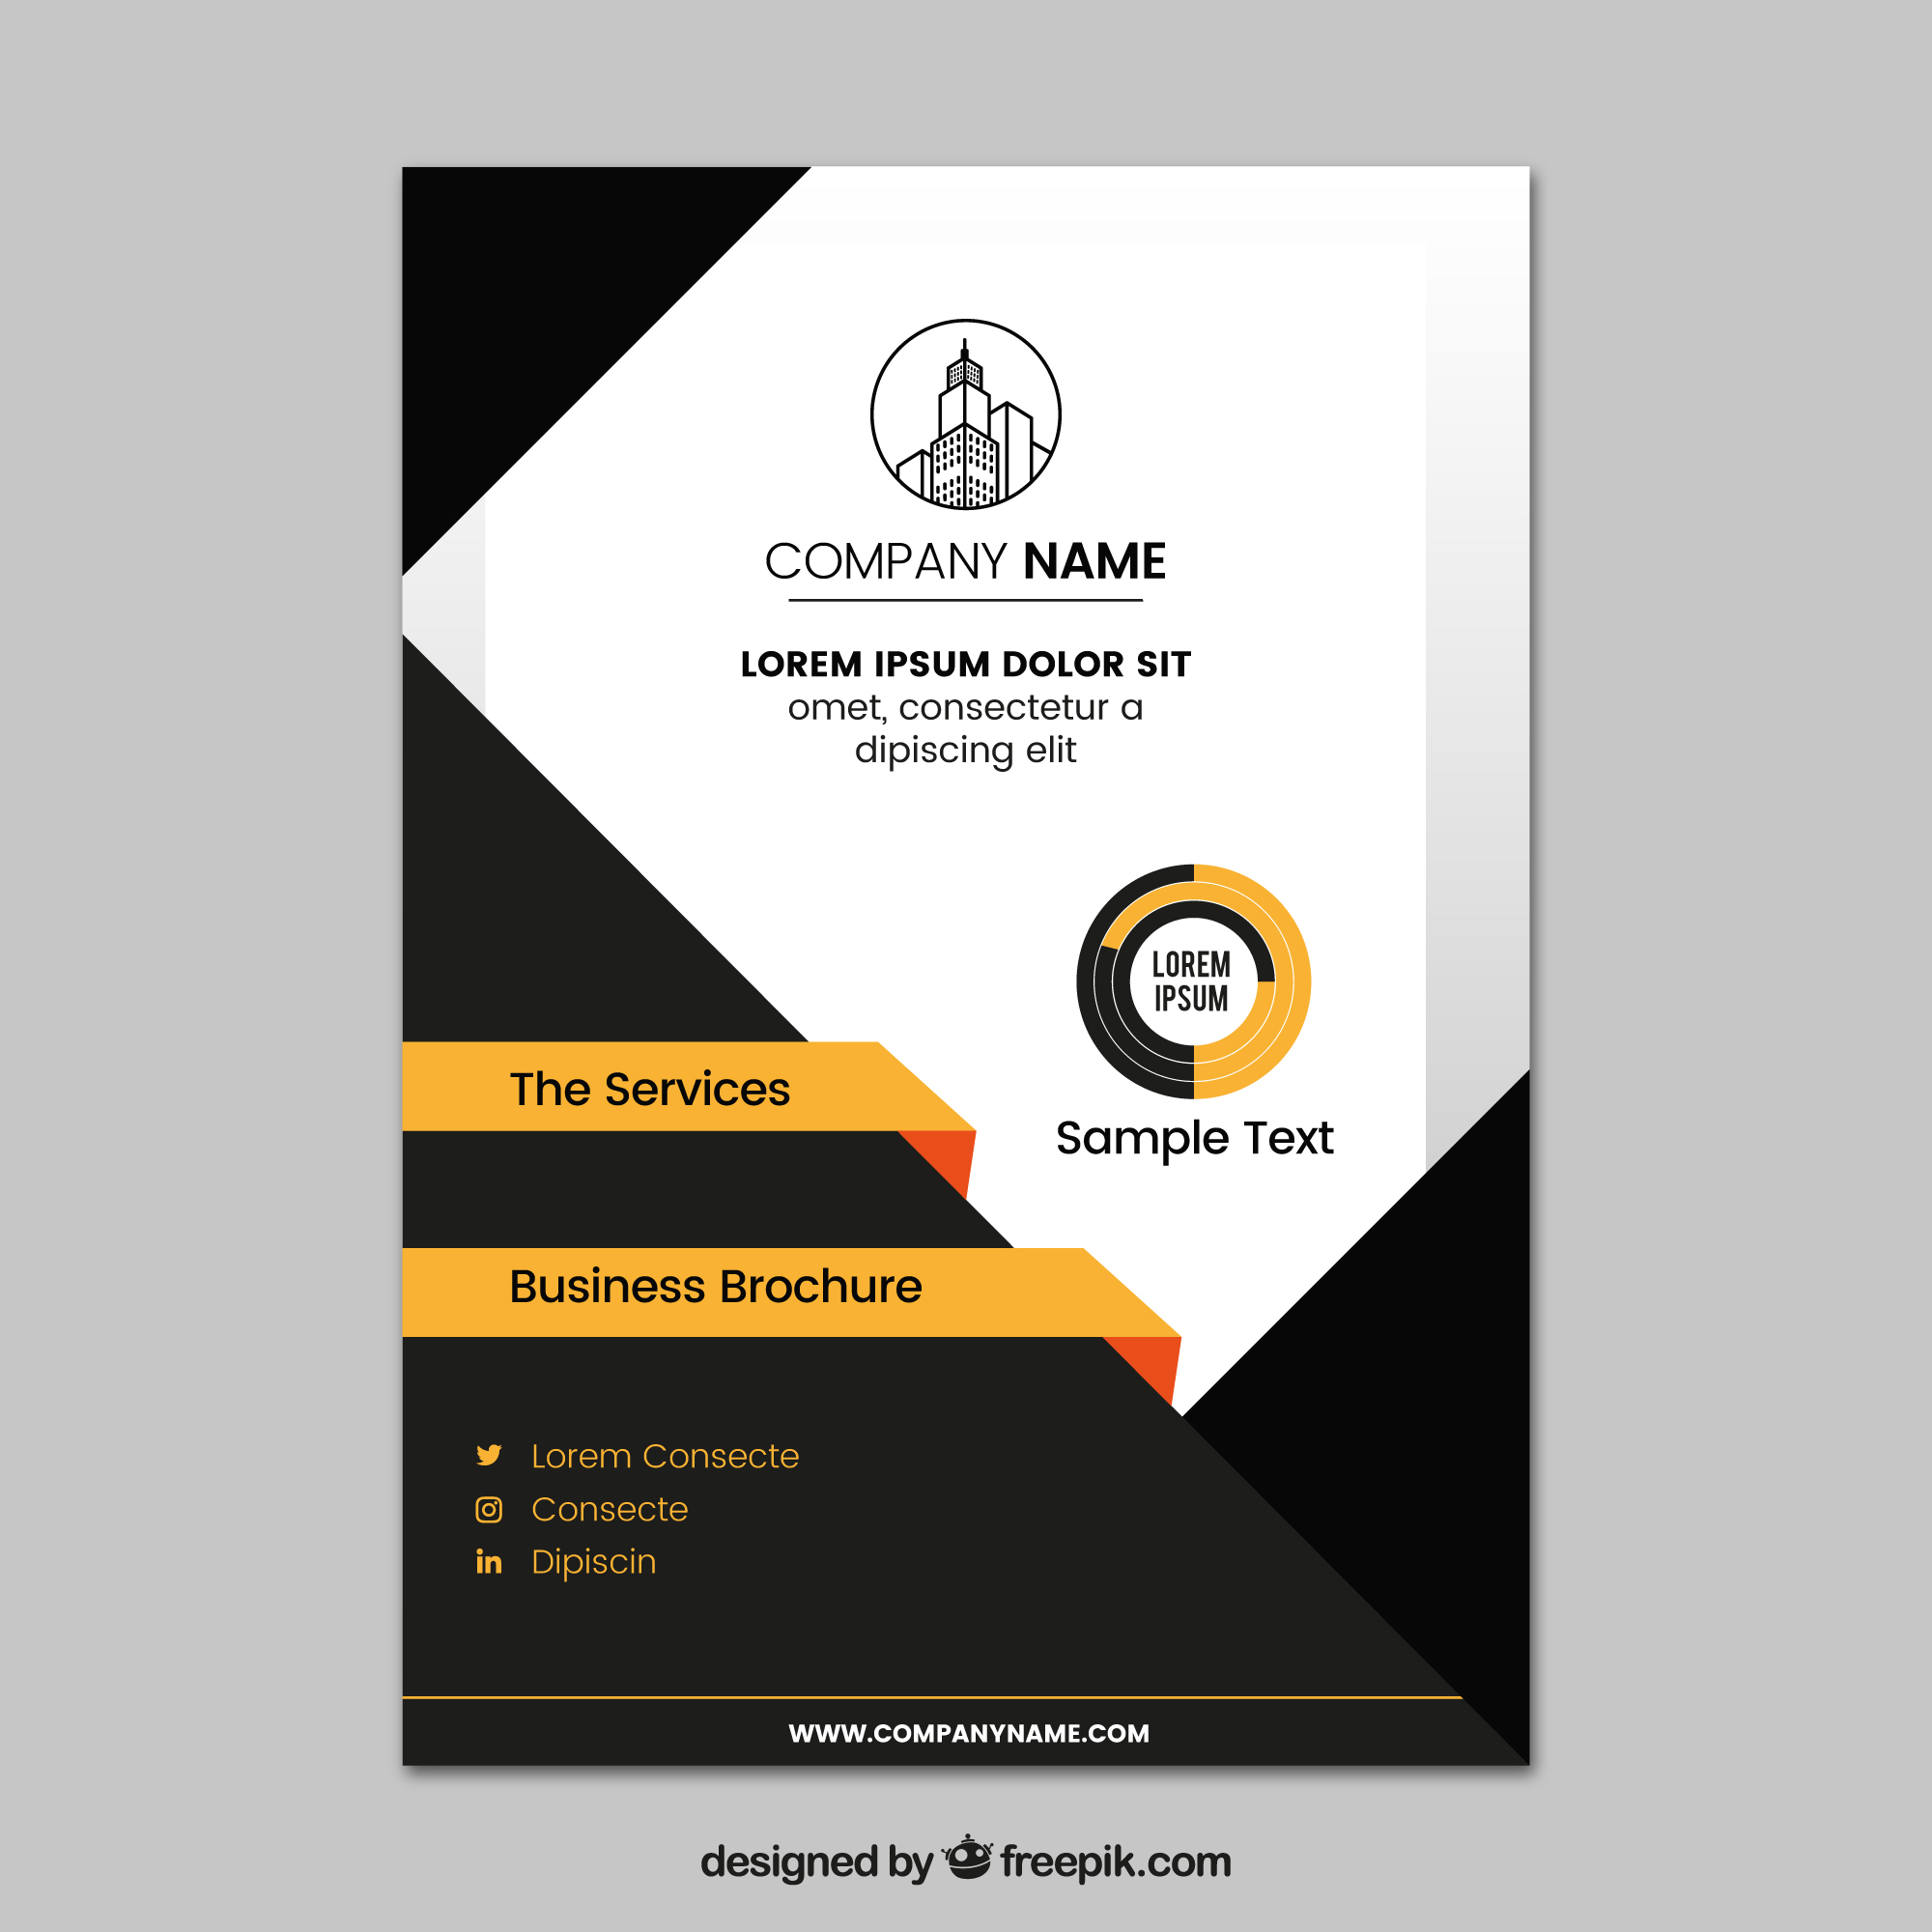 COMPANY NAME
LOREM IPSUM DOLOR SIT
omet, consectetur a
dipiscing elit
LOREM
IPSUM
Sample Text
The Services
Business Brochure
Lorem Consecte
Consecte
in Dipiscin
WWW.COMPANYNAME.COM
designed by freepik.com